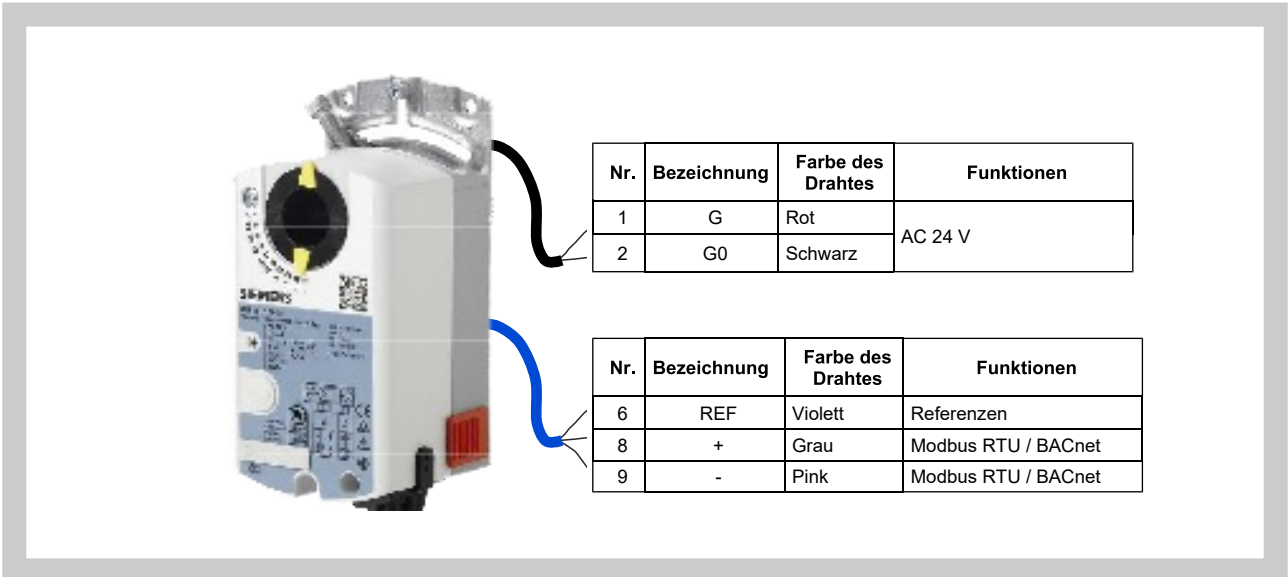 Nr. Bezeichnung Farbe des Drahtes Funktionen
1 G Rot AC 24 V
2 G0 Schwarz
SIEMENS
Nr. Bezeichnung Farbe des Drahtes Funktionen
6 REF Violett Referenzen
8 + Grau Modbus RTU / BACnet
9 - Pink Modbus RTU / BACnet